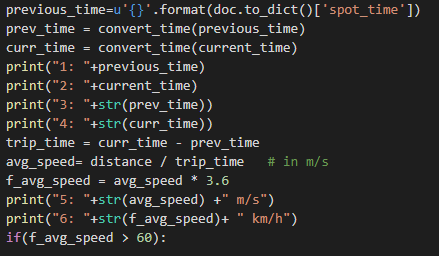 previous_time=u'{}'.format(doc.to_dict()['spot_time'])
prev_time = convert_time(previous_time)
curr_time = convert_time(current_time)
print("1: "+previous_time)
print("2: "+current_time)
print("3: "+str(prev_time))
print("4: "+str(curr_time))
trip_time = curr_time - prev_time
avg_speed= distance / trip_time   # in m/s
f_avg_speed = avg_speed * 3.6
print("5: "+str(avg_speed) +" m/s")
print("6: "+str(f_avg_speed)+ " km/h")
if(f_avg_speed > 60):